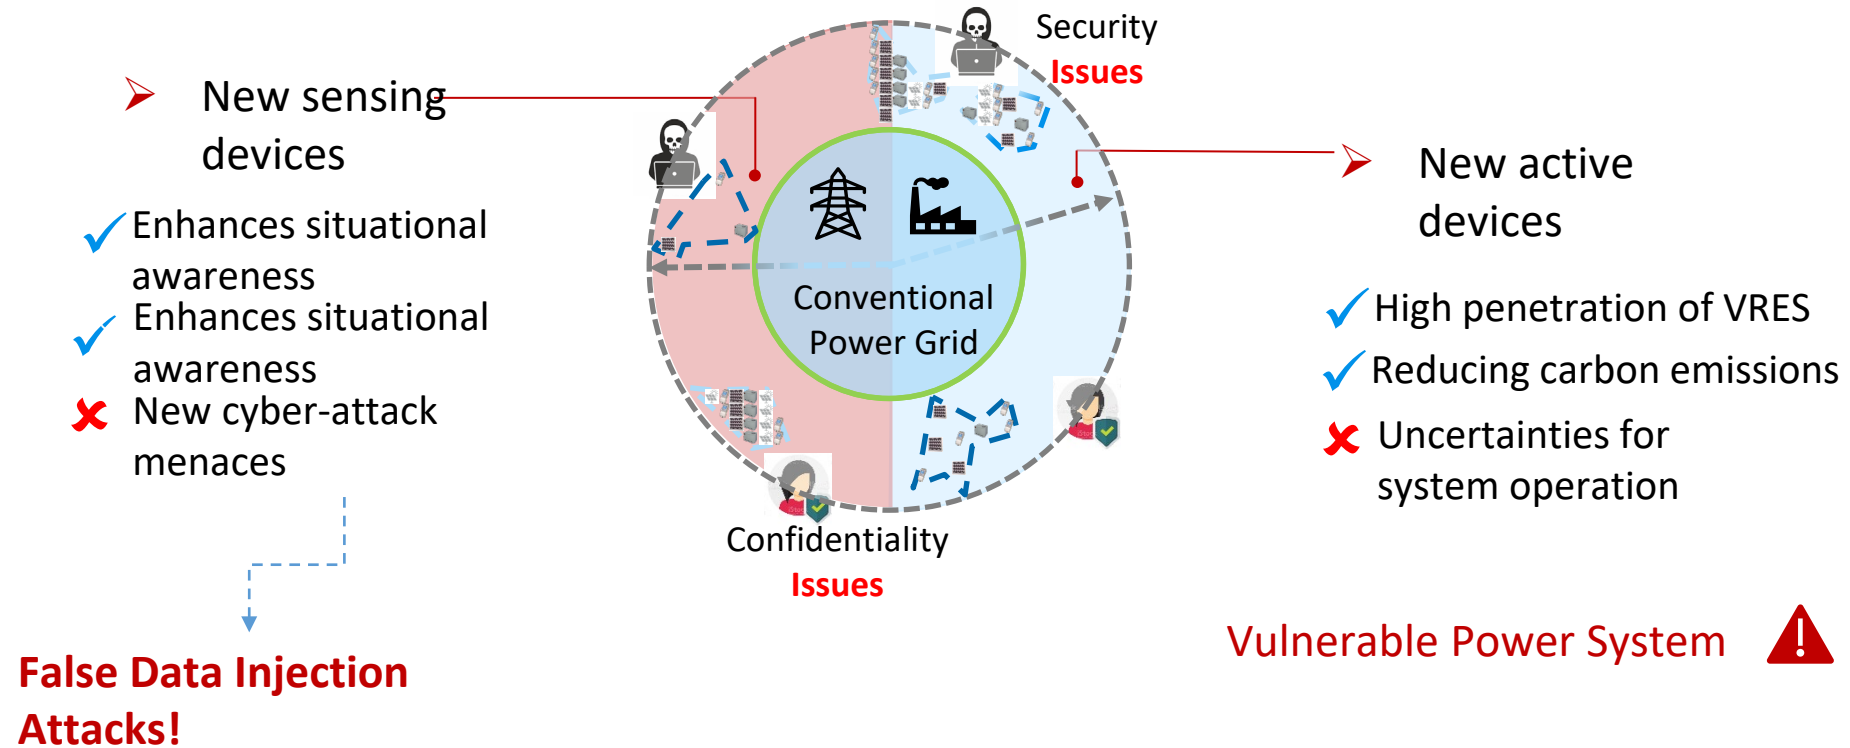 New sensing
devices
Enhances situational
awareness
Enhances situational
awareness
New cyber-attack
menaces
False Data Injection
Attacks!
Security
Issues
Conventional
Power Grid
Confidentiality
Issues
New active
devices
High penetration of VRES
Reducing carbon emissions
Uncertainties for
system operation
Vulnerable Power System